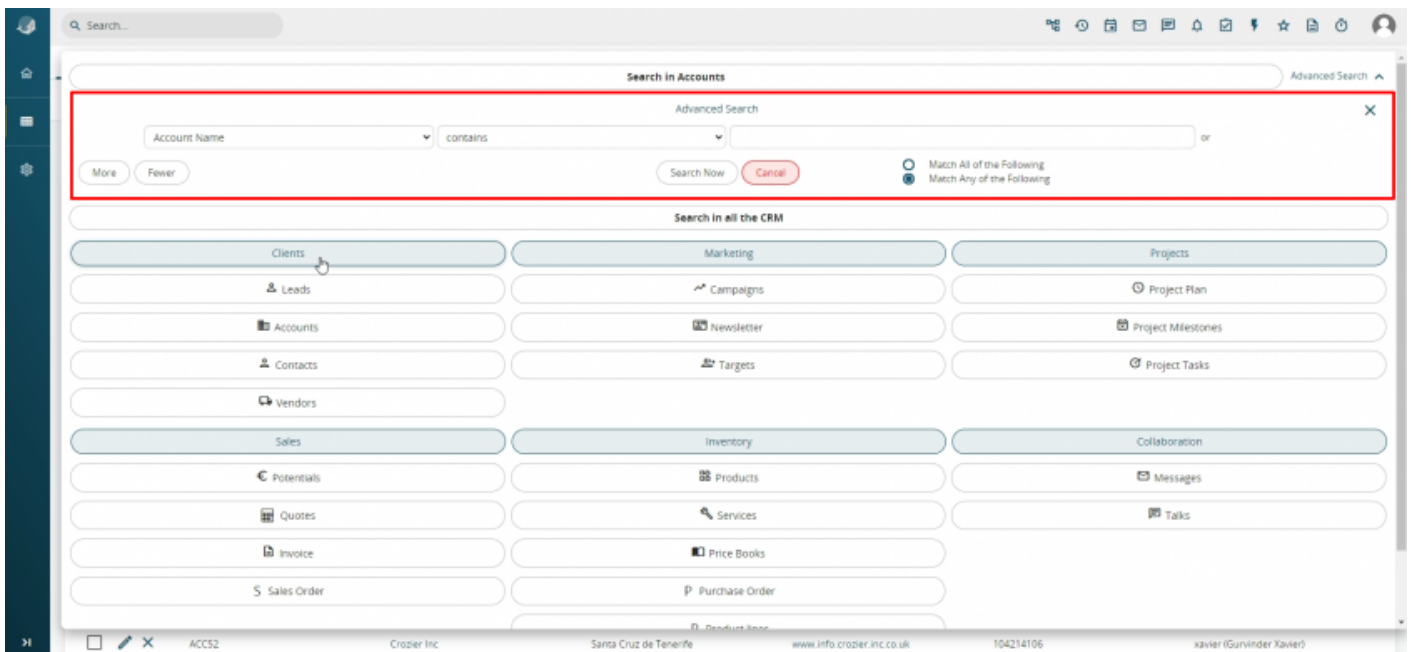 Search...
Search in Accounts
Advanced Search
Advanced Search
Account Name
contains
or
More
Fewer
Search Now
Cancel
Match All of the Following
Match Any of the Following
Search in all the CRM
Clients
Marketing
Projects
Leads
Campaigns
Project Plan
Accounts
Newsletter
Project Milestones
Contacts
Targets
Project Tasks
Vendors
Sales
Inventory
Collaboration
Potentials
Products
Messages
Quotes
Services
Talks
Invoice
Price Books
S Sales Order
P Purchase Order
Product lines
ACC52
Crozier Inc
Santa Cruz de Tenerife
www.info.crozier.inc.co.uk
104214106
xavier (Gurvinder Xavier)